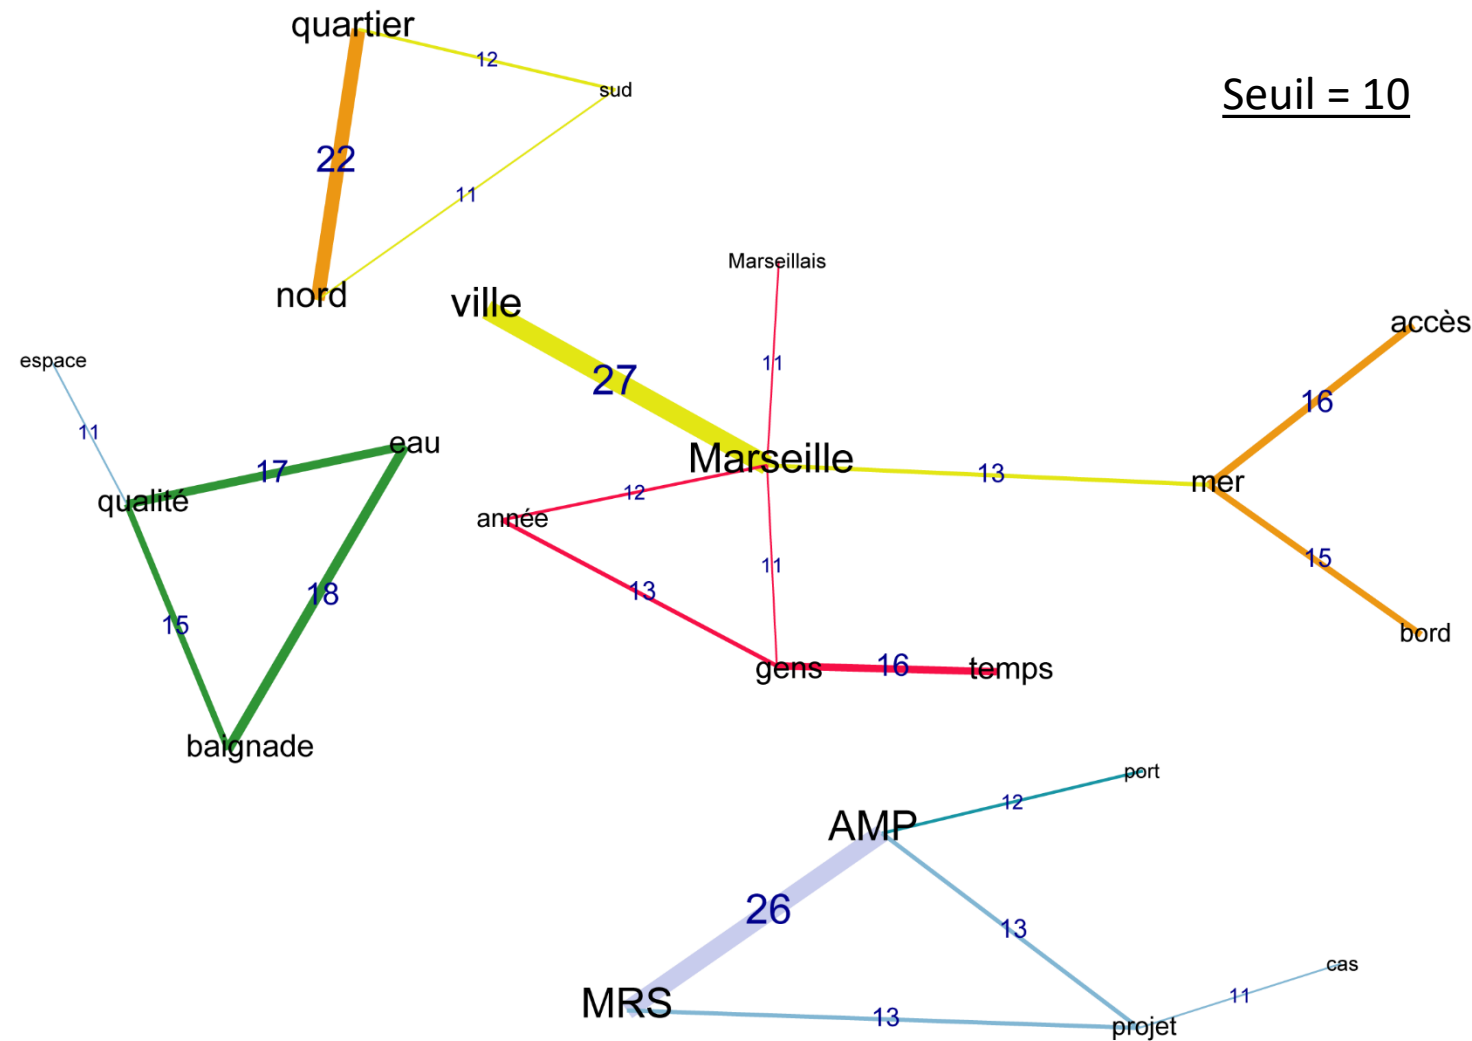 quartier
12
sud
Seuil = 10
22
11
nord
Marseillais
ville
accès
espace
11
27
16
11
eau
17
Marseille
13
mer
qualité
12
année
15
11
13
18
15
bord
gens
16
temps
baignade
port
12
AMP
26
13
cas
MRS
11
13
projet